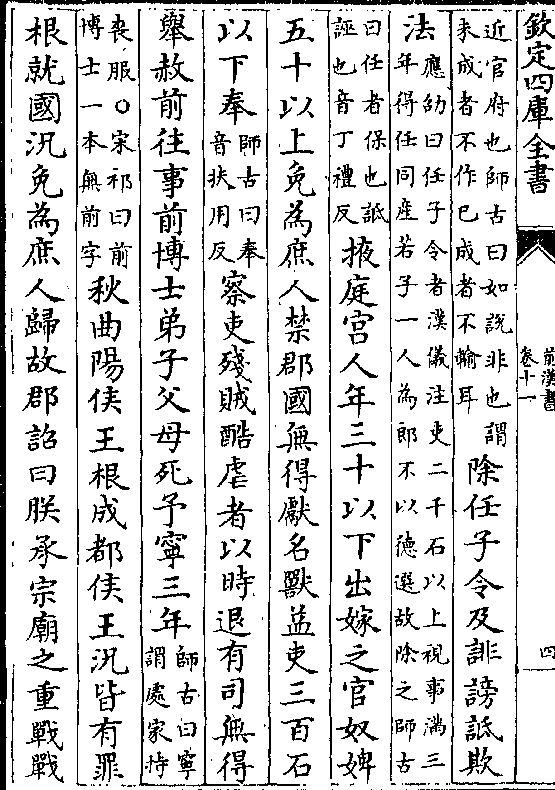 欽定四庫全書
前漢書
卷十一
四
近官府也師古曰如說非也謂
未成者不作已成者不輸耳
除任子令及誹謗詆欺
法
應劭曰任子令者漢儀注吏二千石以上視事滿三
年得任同產若子一人為郎不以德選故除之師古
曰任者保也詆
誣也音丁禮反
掖庭宮人年三十以下出嫁之官奴婢
五十以上免為庶人禁郡國無得獻名獸益吏三百石
以下奉
師古曰奉
音扶用反
察吏殘賊酷虐者以時退有司無得
舉赦前往事前博士弟子父母死予寧三年
師古曰寧
謂處家持
喪服○宋祁曰前
博士一本無前字
秋曲陽侯王根成都侯王況皆有罪
根就國況免為庶人歸故郡詔曰朕承宗廟之重戰戰